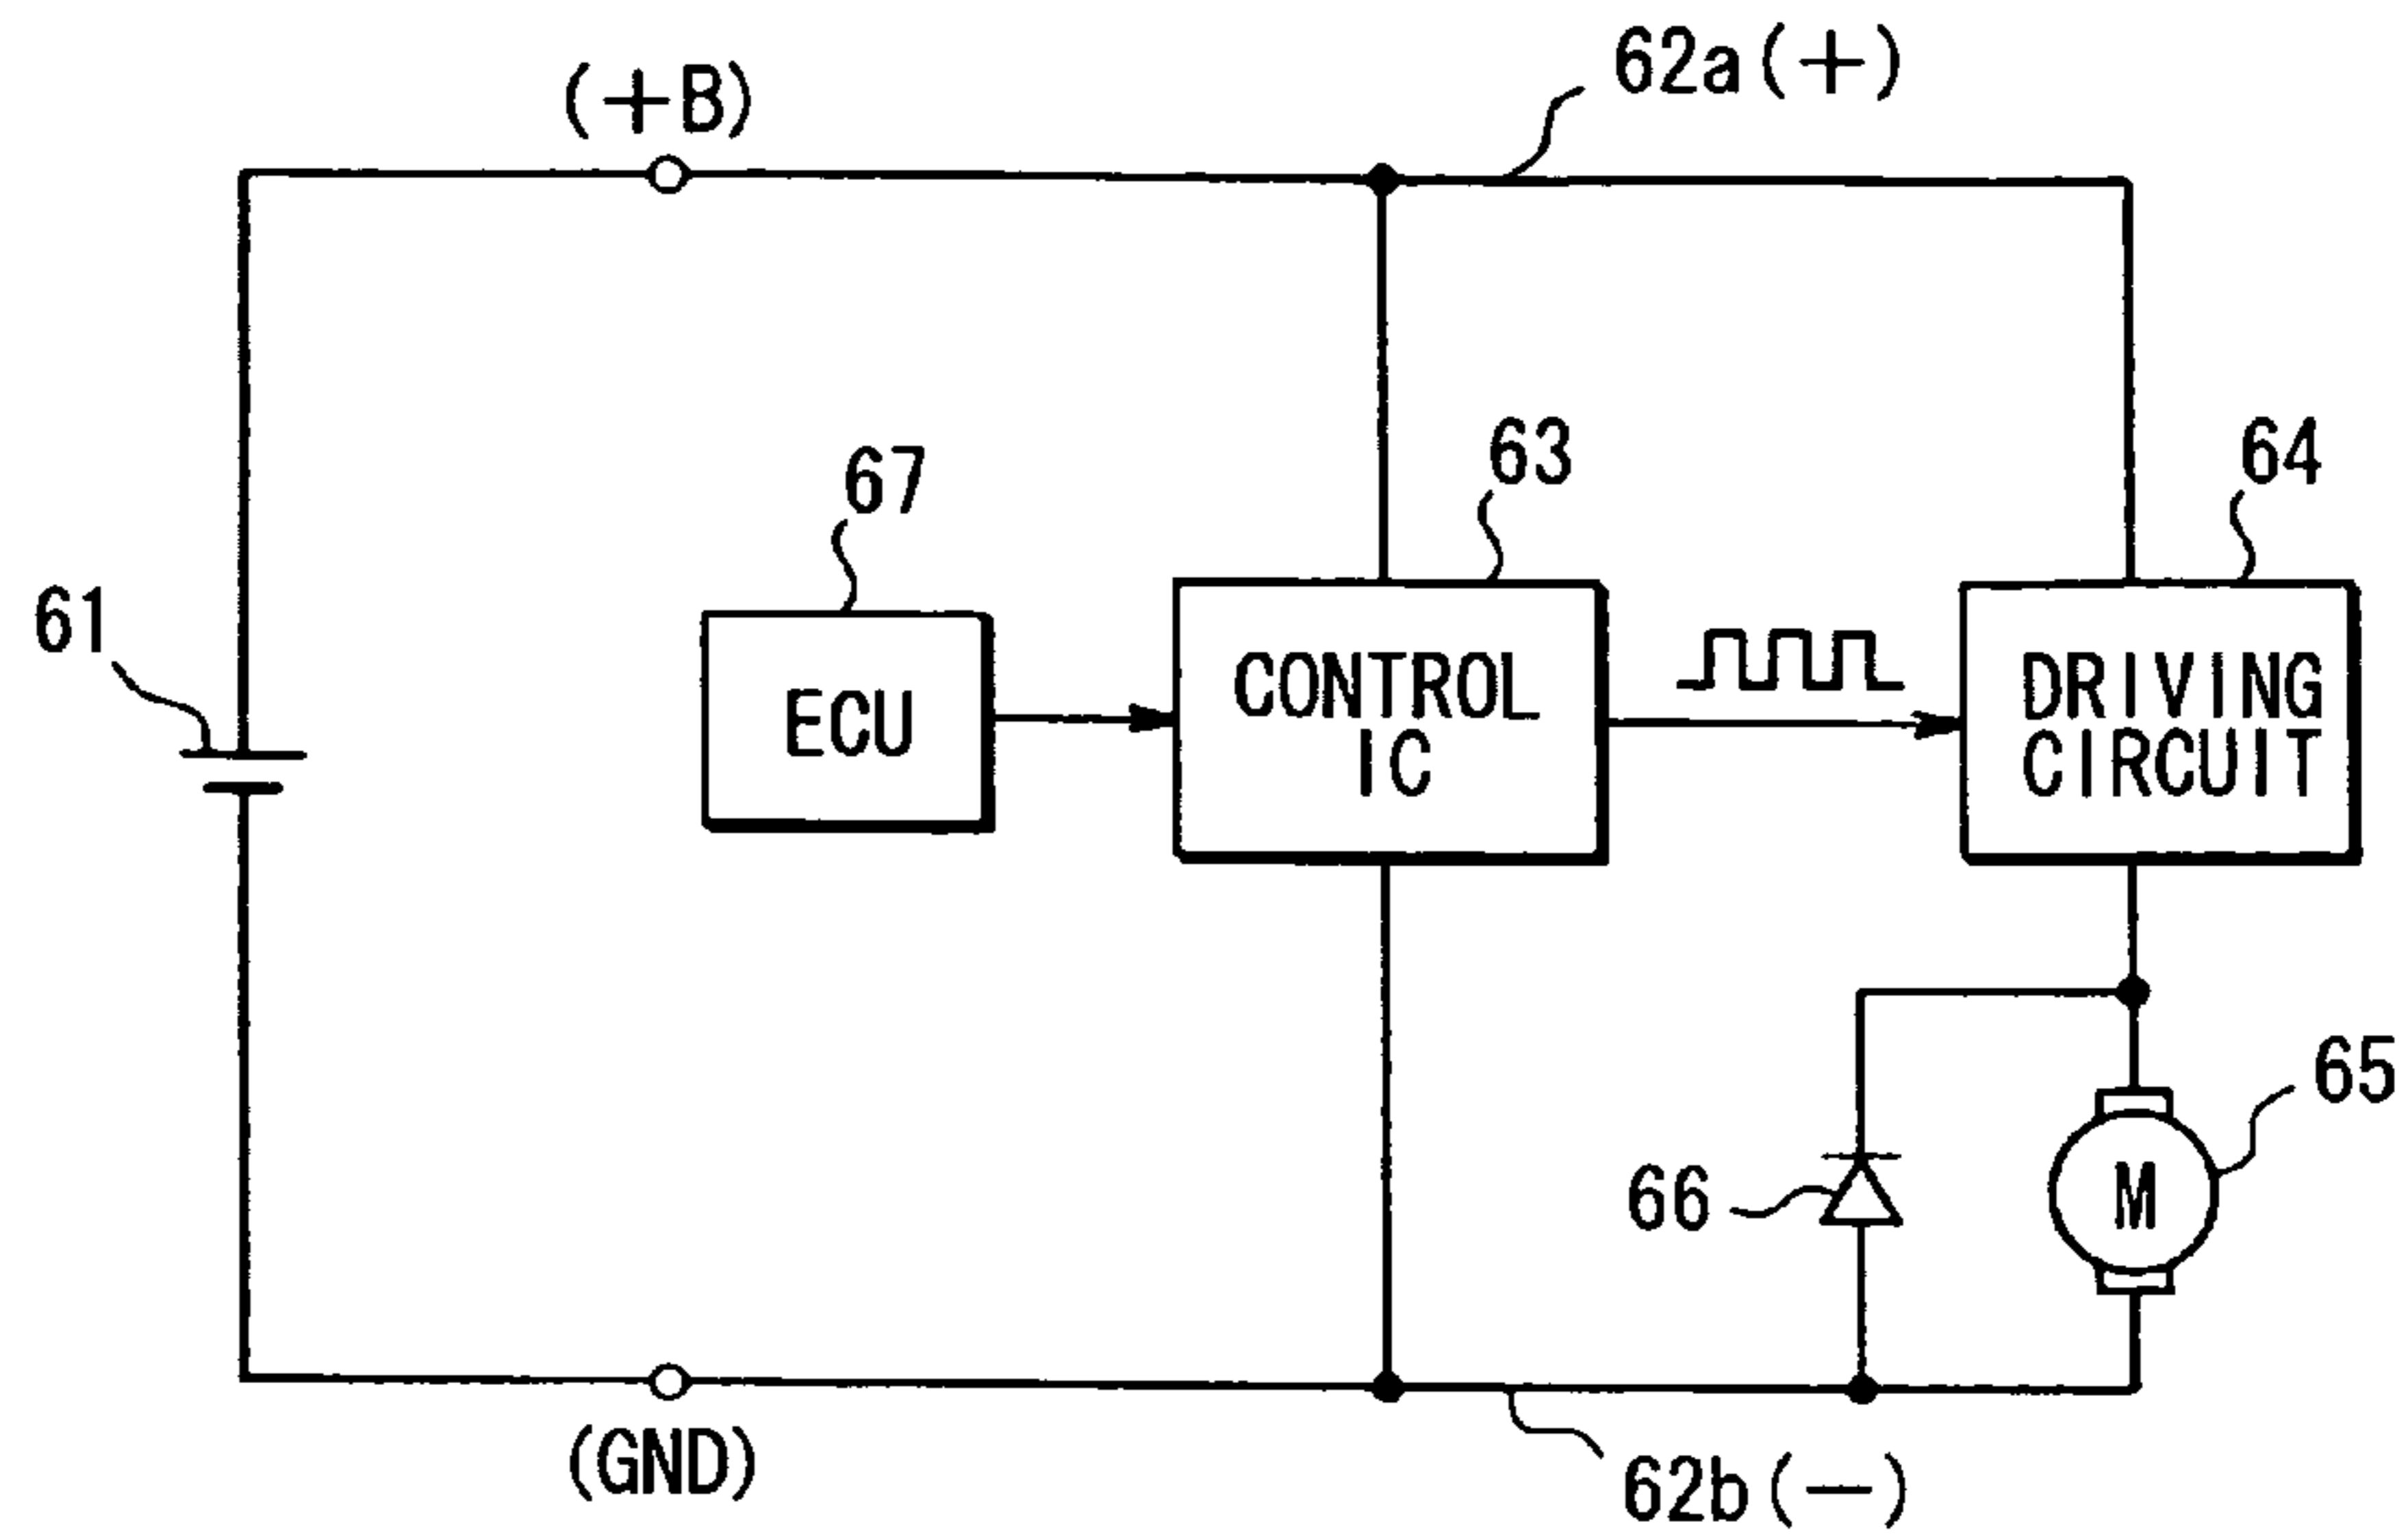 62a(+)
(+B)
63
64
67
61
CONTROL
IC
DRIVING
CIRCUIT
ECU
65
66
M
(GND)
62b(-)